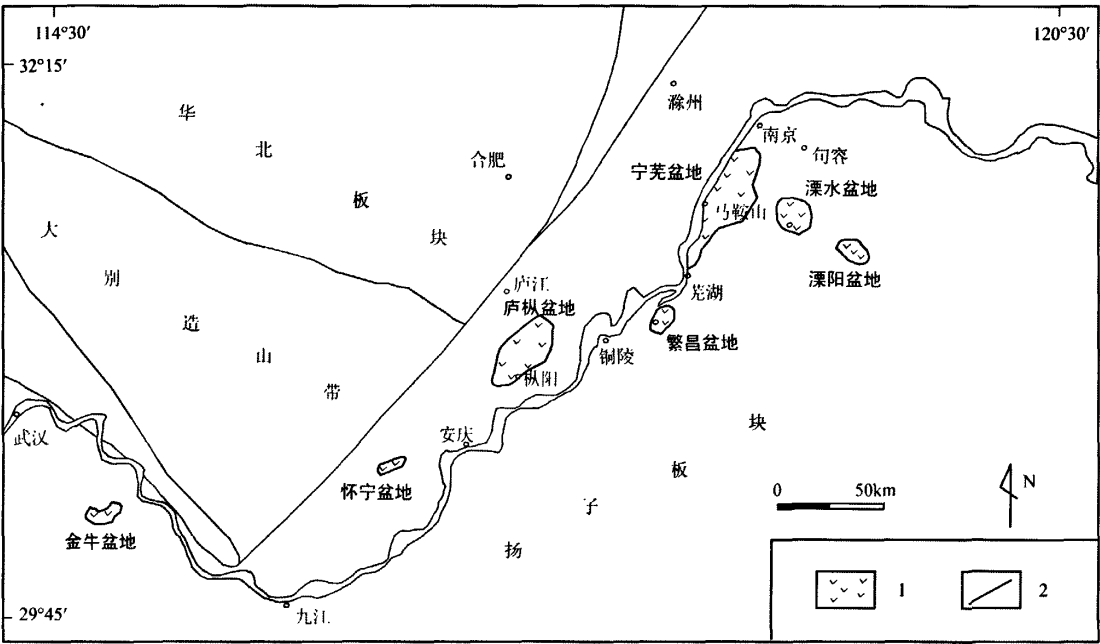 114°30′
120°30′
32°15′
滁州
华
南京
北
句容
合肥
宁芜盆地
溧水盆地
板
马鞍山
大
块
别
溧阳盆地
庐江
芜湖
庐枞盆地
造
繁昌盆地
山
铜陵
枞阳
带
块
武汉
安庆
板
怀宁盆地
0 50km
N
子
金牛盆地
扬
1
2
29°45′
九江